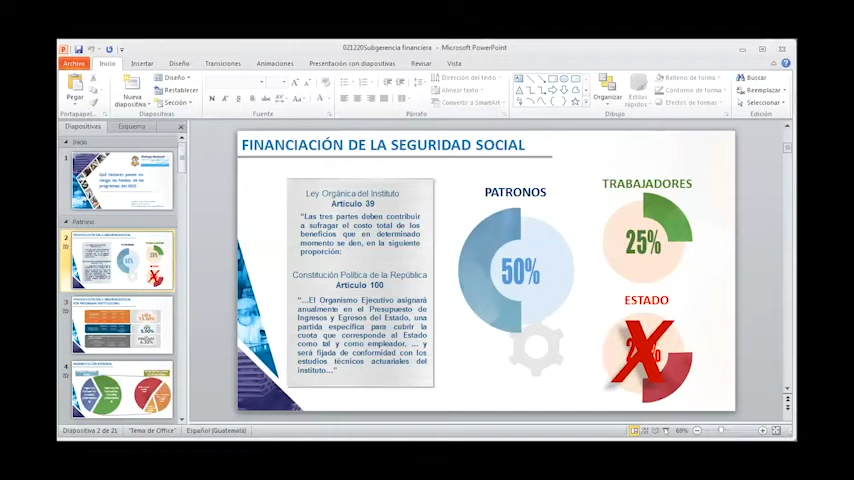 021220Subgerencia financiera - Microsoft PowerPoint
Archivo Inicio Insertar Diseño Transiciones Animaciones Presentación con diapositivas Revisar Vista
Pegar
Nueva diapositiva
Diseño
Restablecer
Sección
Dirección del texto
Alinear texto
Convertir a SmartArt
Organizar
Estilos rápidos
Relleno de forma
Contorno de forma
Efectos de formas
Buscar
Reemplazar
Seleccionar
Portapapel...
Diapositivas
Fuente
Párrafo
Dibujo
Edición
Diapositivas Esquema
Inicio
1
Patrono
2
3
4
FINANCIACIÓN DE LA SEGURIDAD SOCIAL
Ley Orgánica del Instituto
Artículo 39
"Las tres partes deben contribuir
a sufragar el costo total de los
beneficios que en determinado
momento se den, en la siguiente
proporción:
Constitución Política de la República
Artículo 100
"...El Organismo Ejecutivo asignará
anualmente en el Presupuesto de
Ingresos y Egresos del Estado, una
partida específica para cubrir la
cuota que corresponde al Estado
como tal y como empleador, ... y
será fijada de conformidad con los
estudios técnicos actuariales del
instituto..."
PATRONOS
50%
TRABAJADORES
25%
ESTADO
Diapositiva 2 de 21
"Tema de Office"
Español (Guatemala)
68%